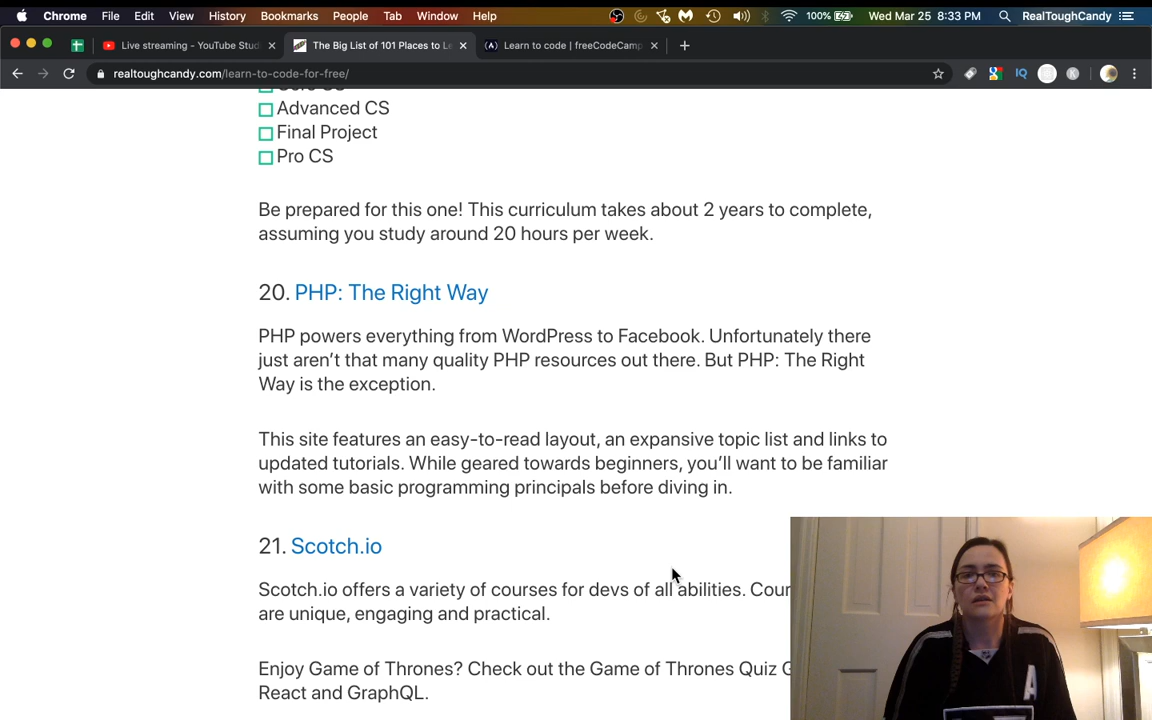 Chrome File Edit View History Bookmarks People Tab Window Help 100% Wed Mar 25 8:33 PM RealToughCandy
Live streaming - YouTube Stud The Big List of 101 Places to Le Learn to code | freeCodeCamp
realtoughcandy.com/learn-to-code-for-free/ IQ K
Advanced CS
Final Project
Pro CS
Be prepared for this one! This curriculum takes about 2 years to complete,
assuming you study around 20 hours per week.
20. PHP: The Right Way
PHP powers everything from WordPress to Facebook. Unfortunately there
just aren't that many quality PHP resources out there. But PHP: The Right
Way is the exception.
This site features an easy-to-read layout, an expansive topic list and links to
updated tutorials. While geared towards beginners, you'll want to be familiar
with some basic programming principals before diving in.
21. Scotch.io
Scotch.io offers a variety of courses for devs of all abilities. Cour
are unique, engaging and practical.
Enjoy Game of Thrones? Check out the Game of Thrones Quiz G
React and GraphQL.
A